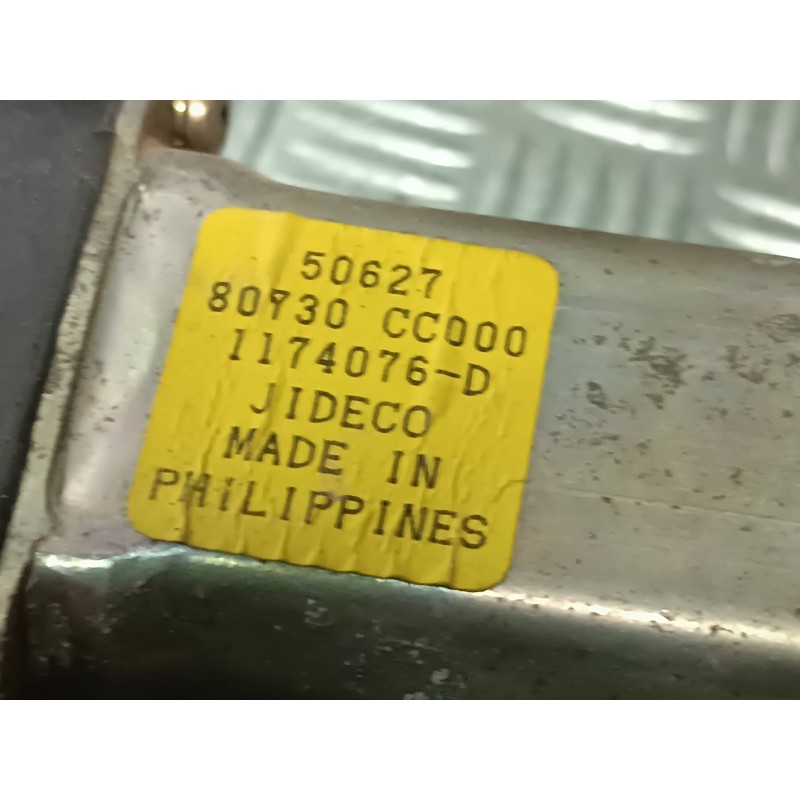 50627
80730 CC000
1174076-D
JIDECO
MADE IN
PHILIPPINES